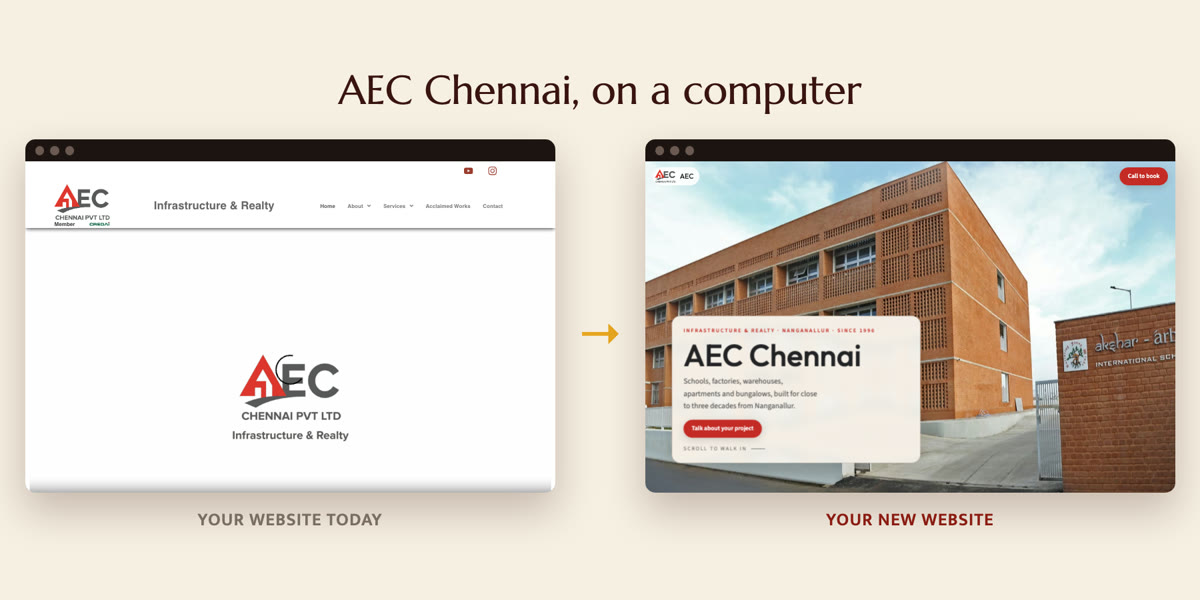 AEC Chennai, on a computer
AEC
CHENNAI PVT LTD
Member CREDAI
Infrastructure & Realty
Home About Services Acclaimed Works Contact
AEC
CHENNAI PVT LTD
Infrastructure & Realty
YOUR WEBSITE TODAY
AEC AEC
Call to book
akshar - árb
INTERNATIONAL SCH
INFRASTRUCTURE & REALTY · NANGANALLUR · SINCE 1996
AEC Chennai
Schools, factories, warehouses,
apartments and bungalows, built for close
to three decades from Nanganallur.
Talk about your project
SCROLL TO WALK IN
YOUR NEW WEBSITE